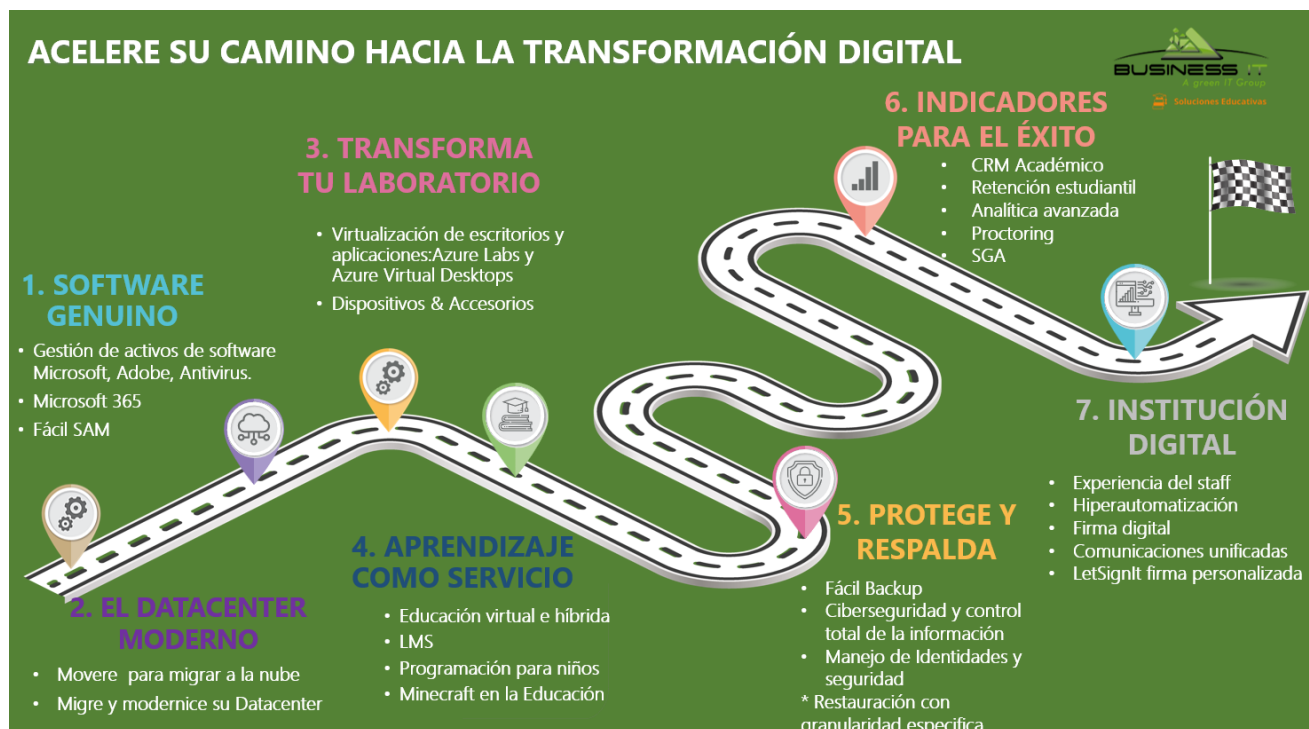 ACELERE SU CAMINO HACIA LA TRANSFORMACIÓN DIGITAL
BUSINESS IT
A green IT Group
Soluciones Educativas
1. SOFTWARE
GENUINO
• Gestión de activos de software
Microsoft, Adobe, Antivirus.
• Microsoft 365
• Fácil SAM
2. EL DATACENTER
MODERNO
• Movere para migrar a la nube
• Migre y modernice su Datacenter
3. TRANSFORMA
TU LABORATORIO
• Virtualización de escritorios y
aplicaciones:Azure Labs y
Azure Virtual Desktops
• Dispositivos & Accesorios
4. APRENDIZAJE
COMO SERVICIO
• Educación virtual e híbrida
• LMS
• Programación para niños
• Minecraft en la Educación
5. PROTEGE Y
RESPALDA
• Fácil Backup
• Ciberseguridad y control
total de la información
• Manejo de Identidades y
seguridad
* Restauración con
granularidad especifica
6. INDICADORES
PARA EL ÉXITO
• CRM Académico
• Retención estudiantil
• Analítica avanzada
• Proctoring
• SGA
7. INSTITUCIÓN
DIGITAL
• Experiencia del staff
• Hiperautomatización
• Firma digital
• Comunicaciones unificadas
• LetSignIt firma personalizada